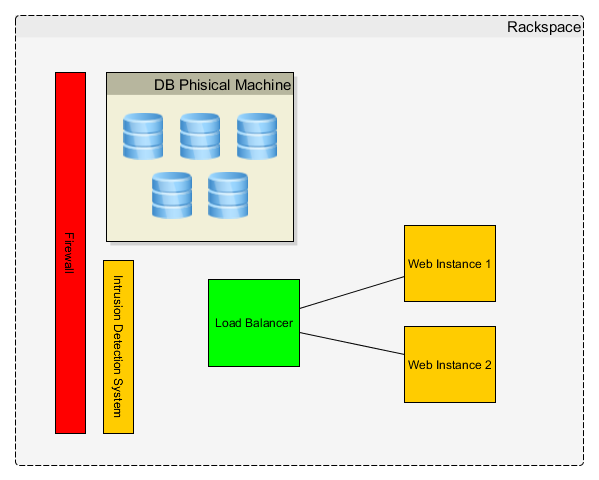 Rackspace
DB Phisical Machine
Firewall
Intrusion Detection System
Load Balancer
Web Instance 1
Web Instance 2